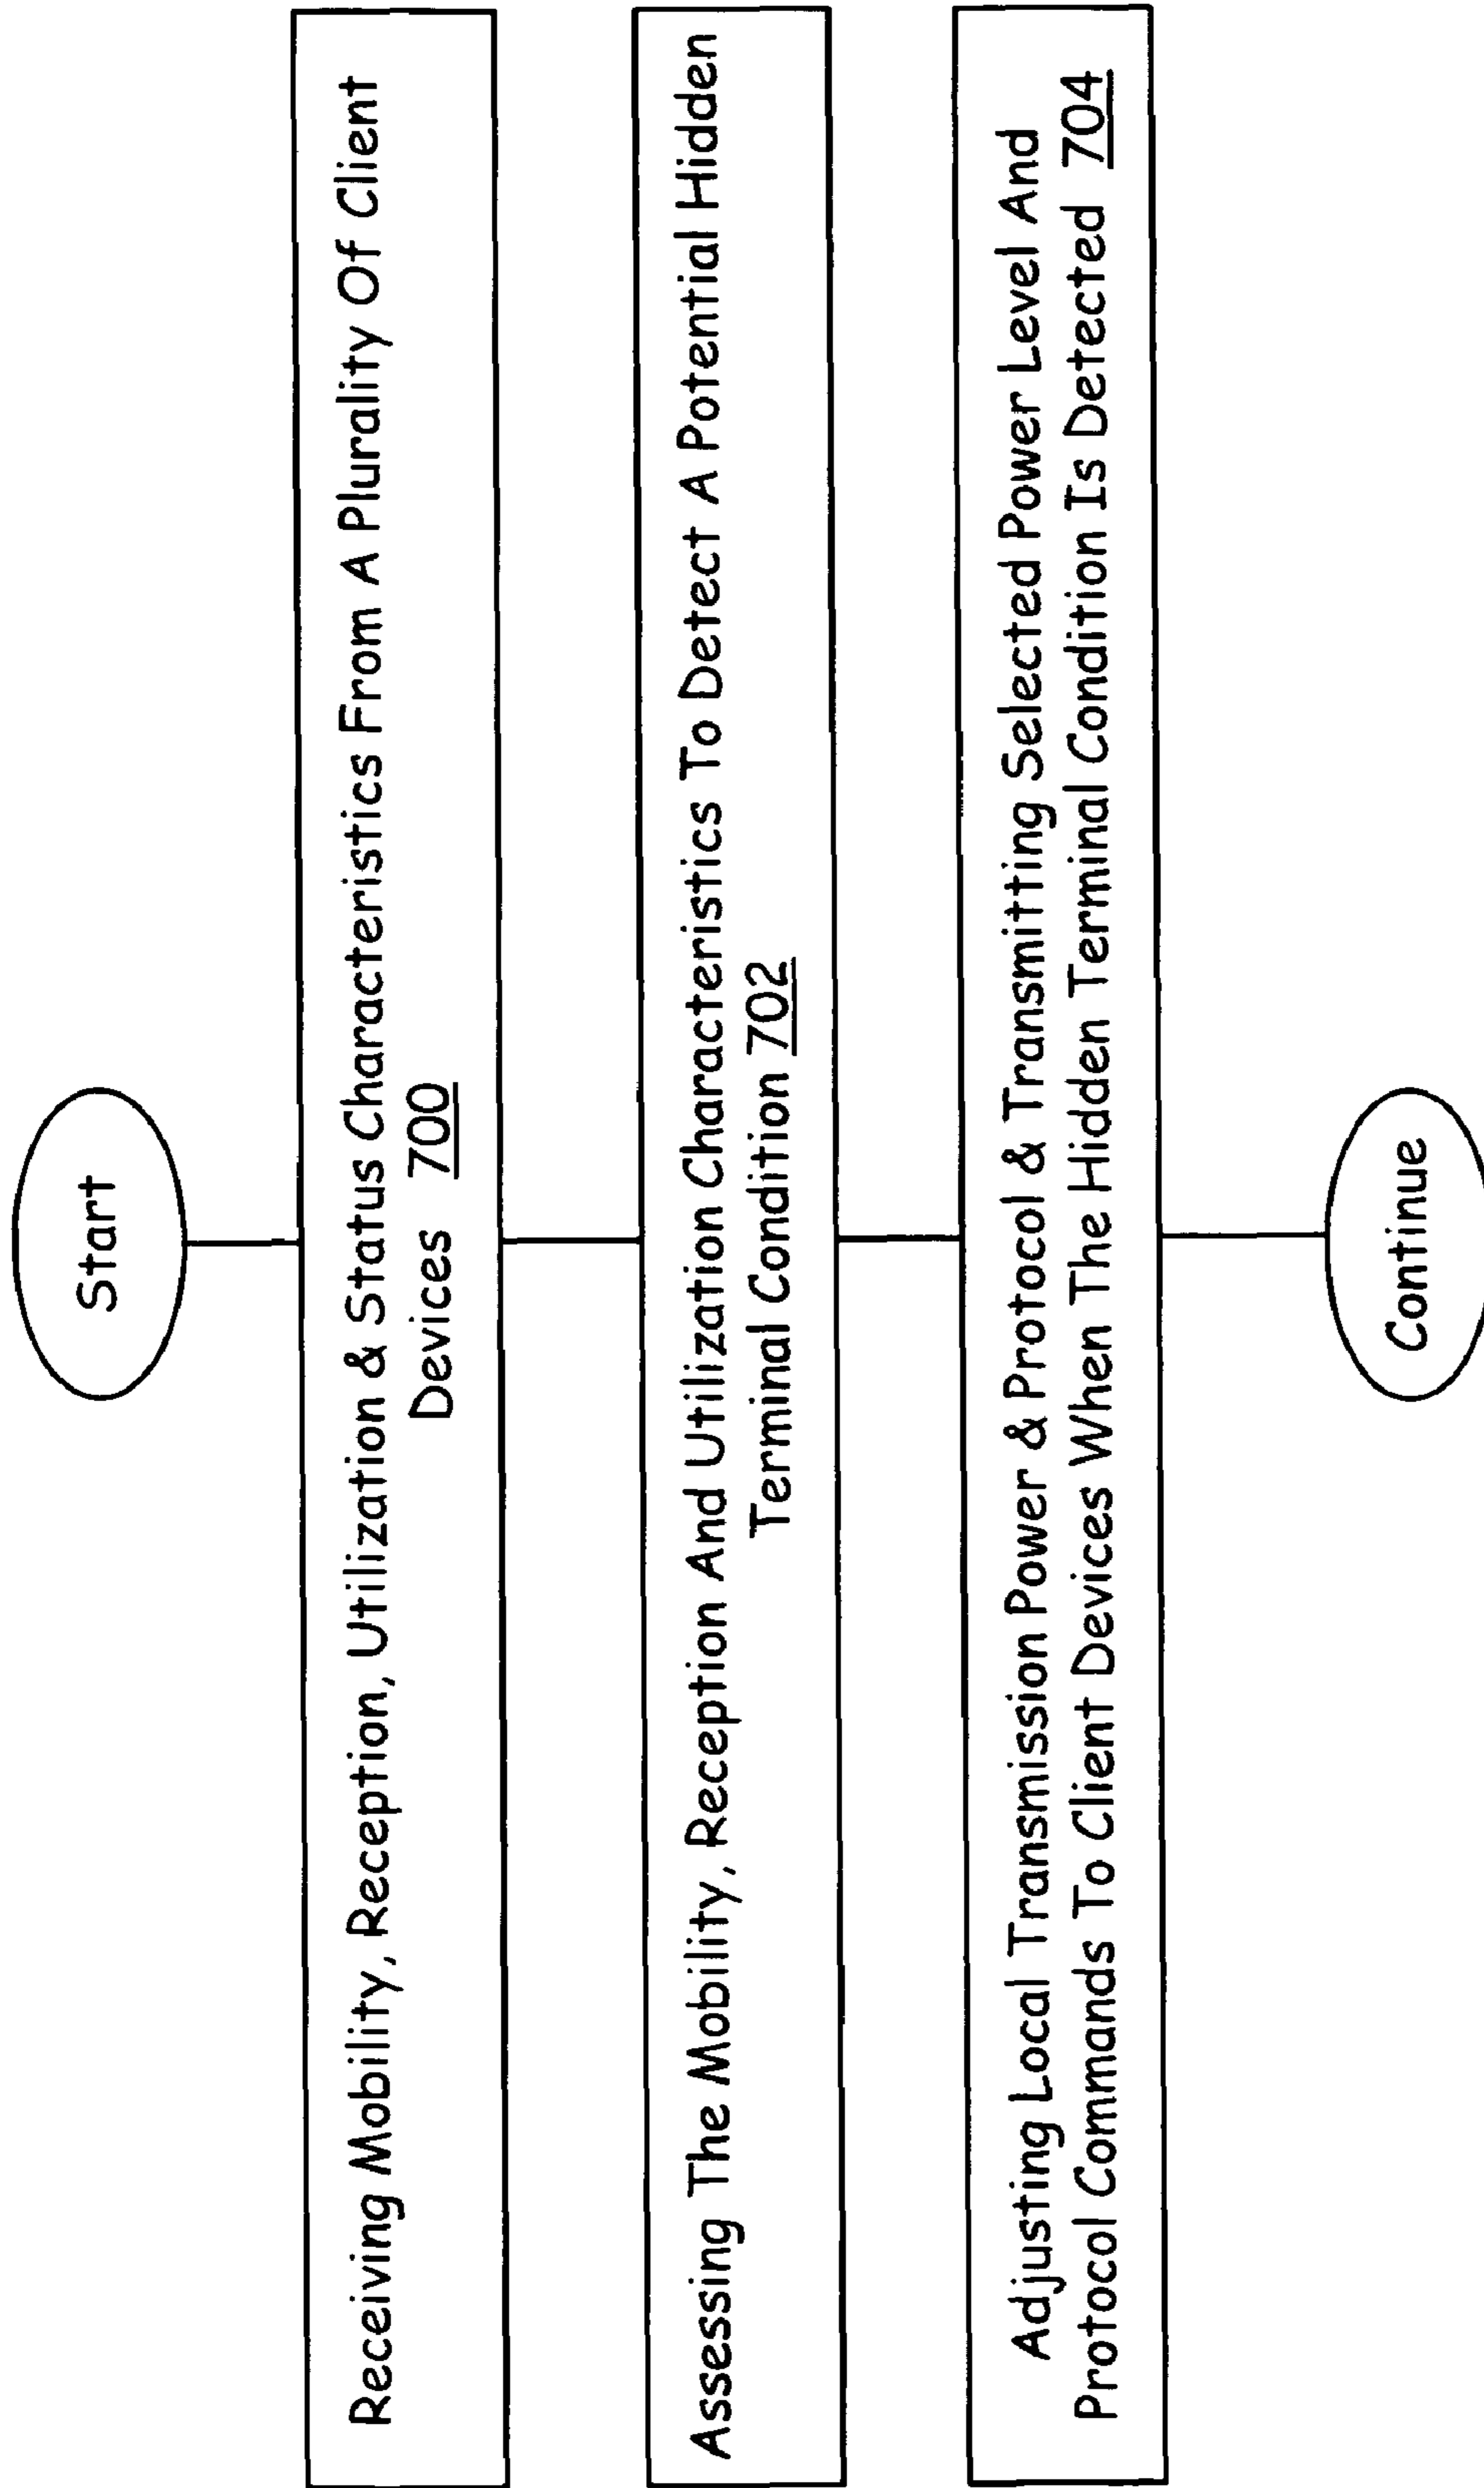 Start
Receiving Mobility, Reception, Utilization & Status Characteristics From A Plurality Of Client
Devices 700
Assessing The Mobility, Reception And Utilization Characteristics To Detect A Potential Hidden
Terminal Condition 702
Adjusting Local Transmission Power & Protocol & Transmitting Selected Power Level And
Protocol Commands To Client Devices When The Hidden Terminal Condition Is Detected 704
Continue